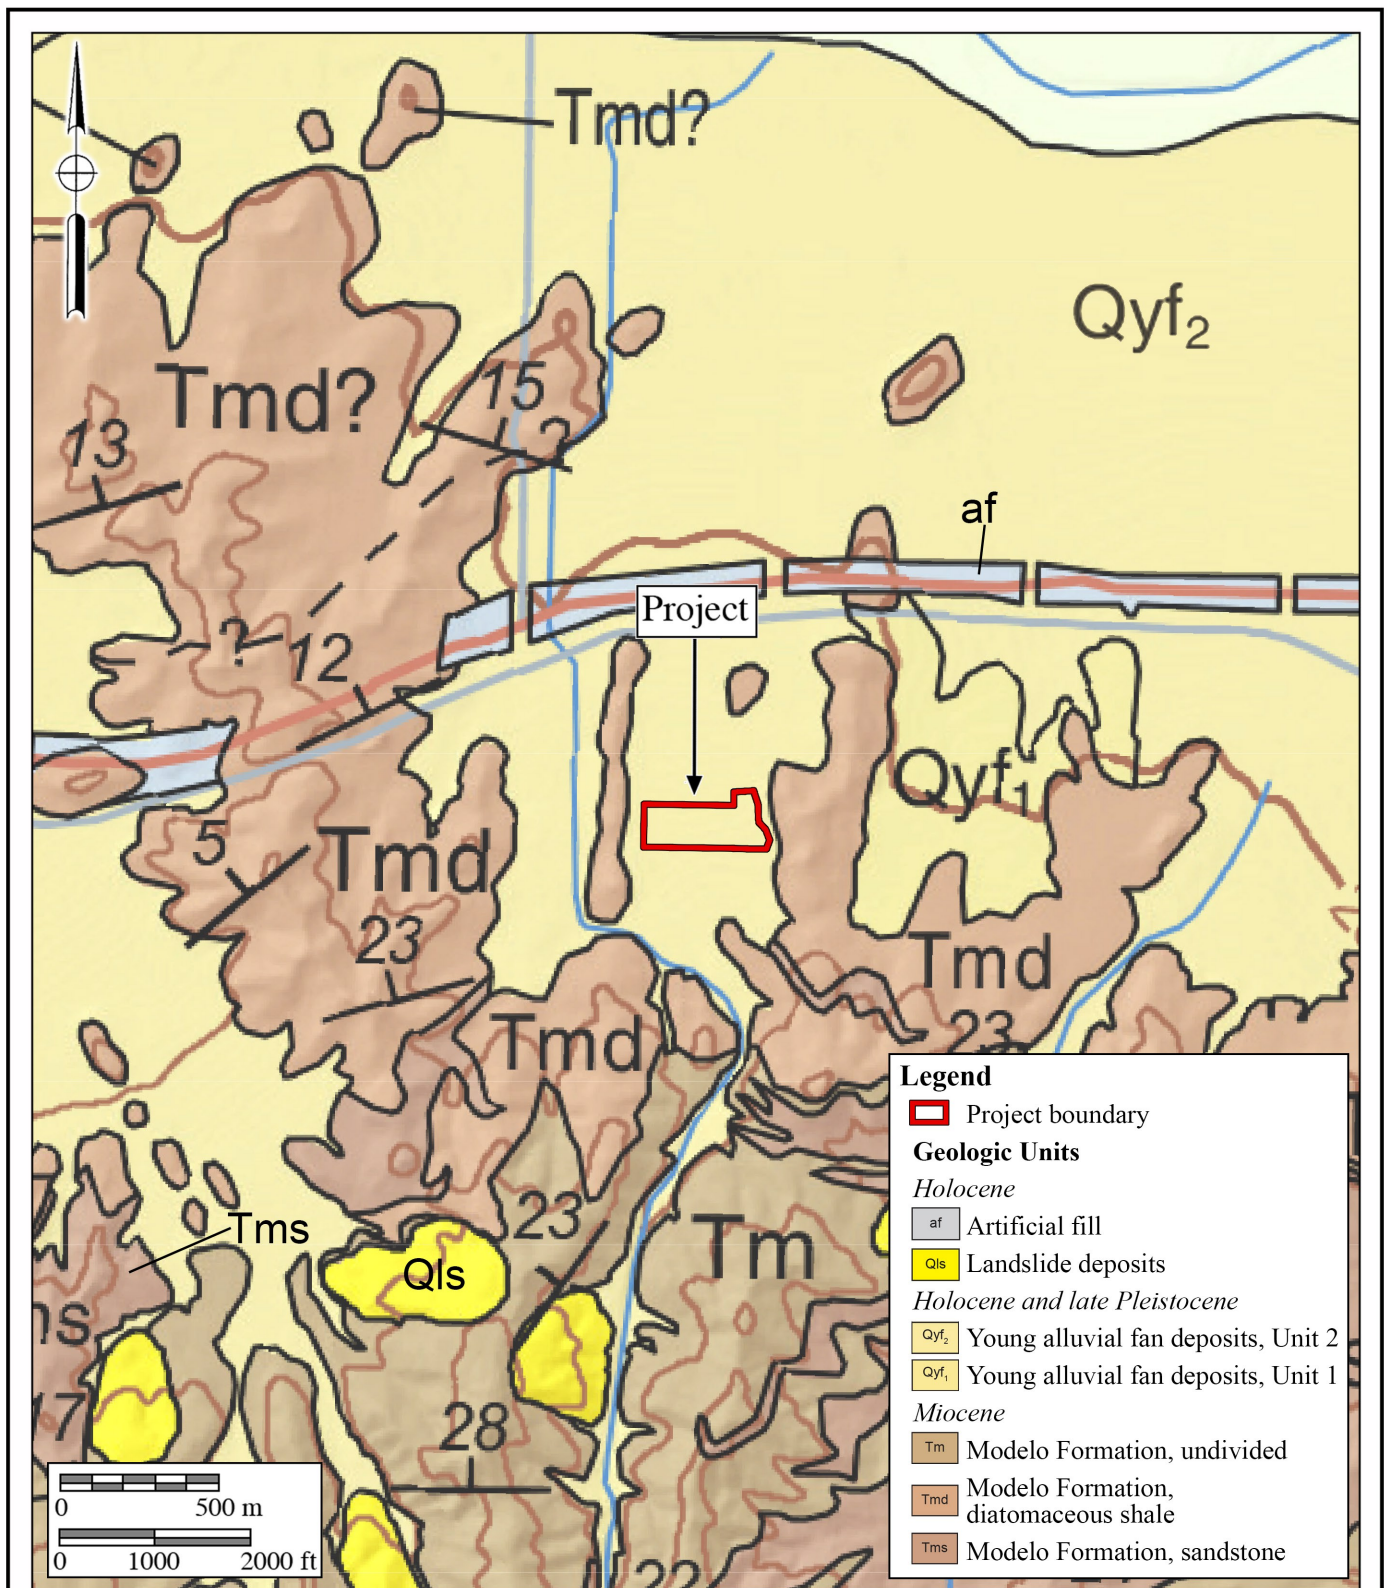 Tmd?
Qyf2
Tmd?
15
13
?
af
Project
?
12
Qyf1
5
Tmd
23
Tmd
Tmd
23
Tms
23
Tm
Qls
ns
17
28
22
0 500 m
0 1000 2000 ft
Legend
Project boundary
Geologic Units
Holocene
af Artificial fill
Qls Landslide deposits
Holocene and late Pleistocene
Qyf2 Young alluvial fan deposits, Unit 2
Qyf1 Young alluvial fan deposits, Unit 1
Miocene
Tm Modelo Formation, undivided
Tmd Modelo Formation,
diatomaceous shale
Tms Modelo Formation, sandstone